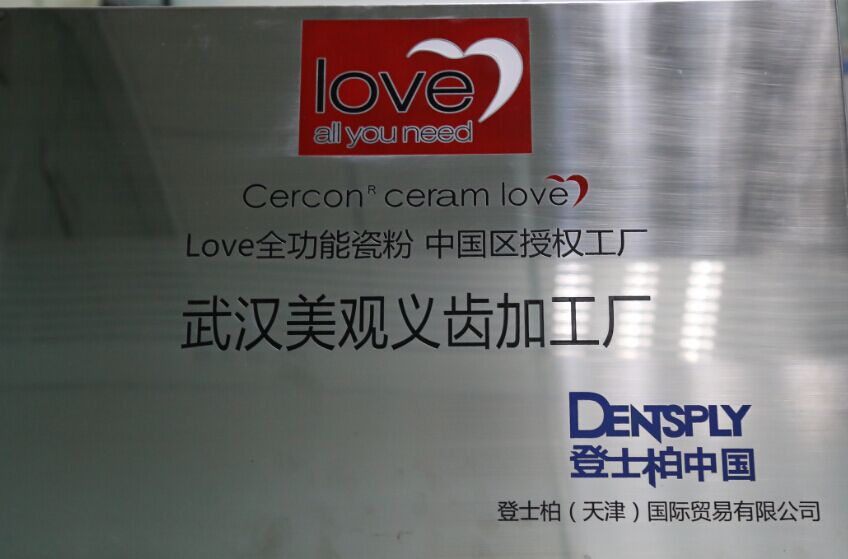 love
all you need
Cercon® ceram love
Love全功能瓷粉 中国区授权工厂
武汉美观义齿加工厂
DENTSPLY
登士柏中国
登士柏（天津）国际贸易有限公司